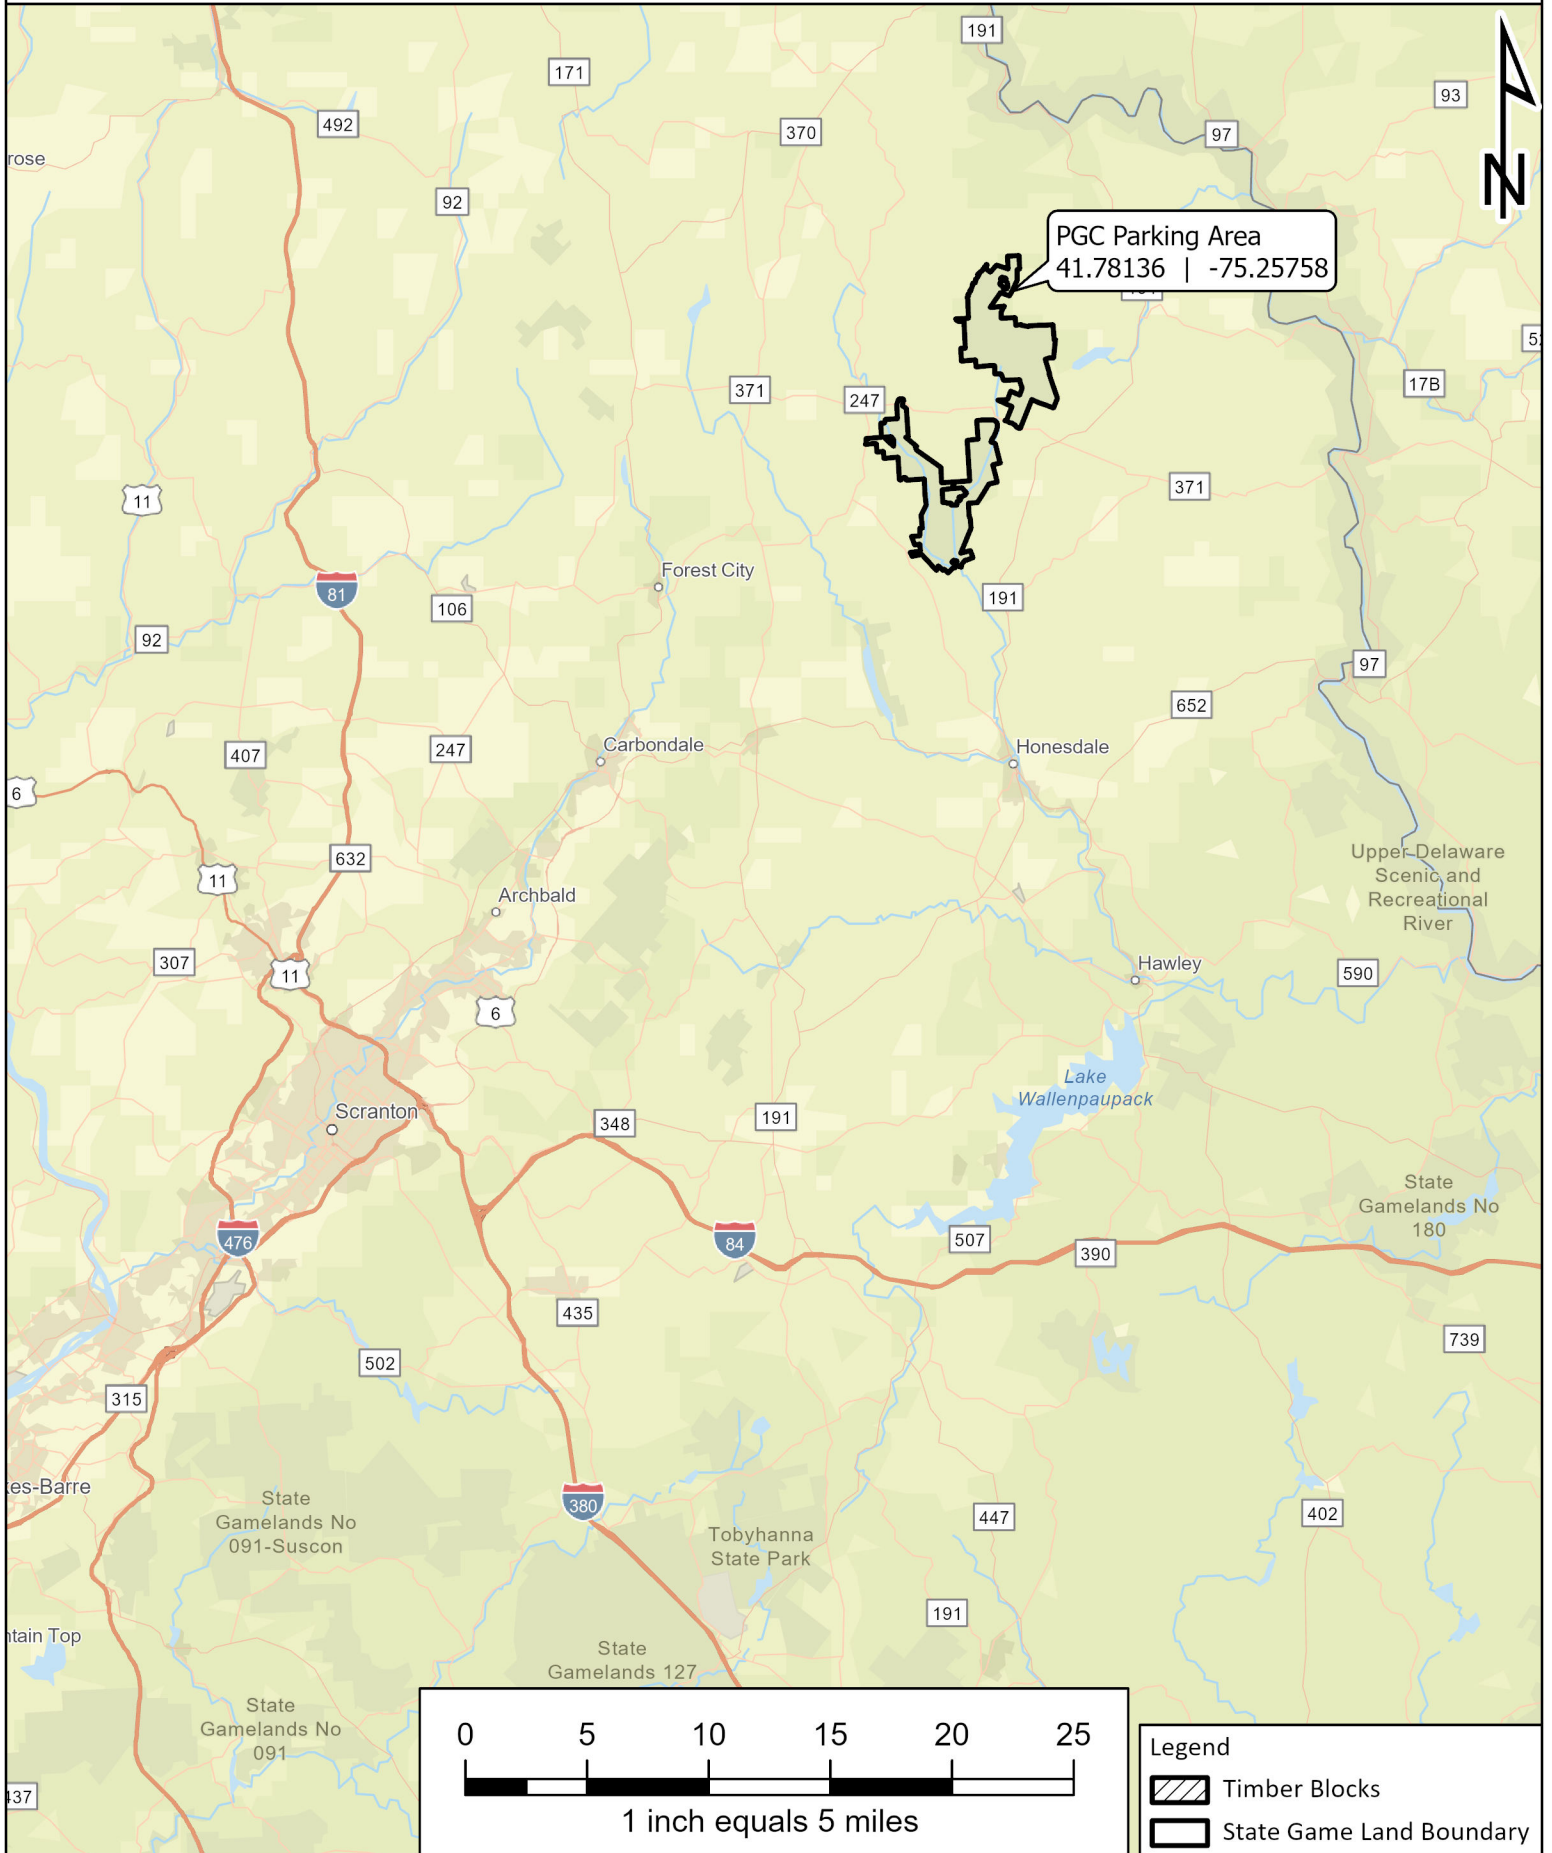 191
171
93
492
370
97
rose
92
N
PGC Parking Area
41.78136 | -75.25758
17B
371
247
11
371
Forest City
81
191
106
92
97
652
Carbondale
Honesdale
407
247
6
632
Upper Delaware
Scenic and
Recreational
River
11
Archbald
307
11
Hawley
590
6
Lake
Wallenpaupack
Scranton
348
191
State
Gamelands No
180
476
84
507
390
435
739
502
315
kes-Barre
State
Gamelands No
091-Suscon
380
447
402
Tobyhanna
State Park
191
ntain Top
State
Gamelands 127
State
Gamelands No
091
0 5 10 15 20 25
1 inch equals 5 miles
Legend
Timber Blocks
State Game Land Boundary
437